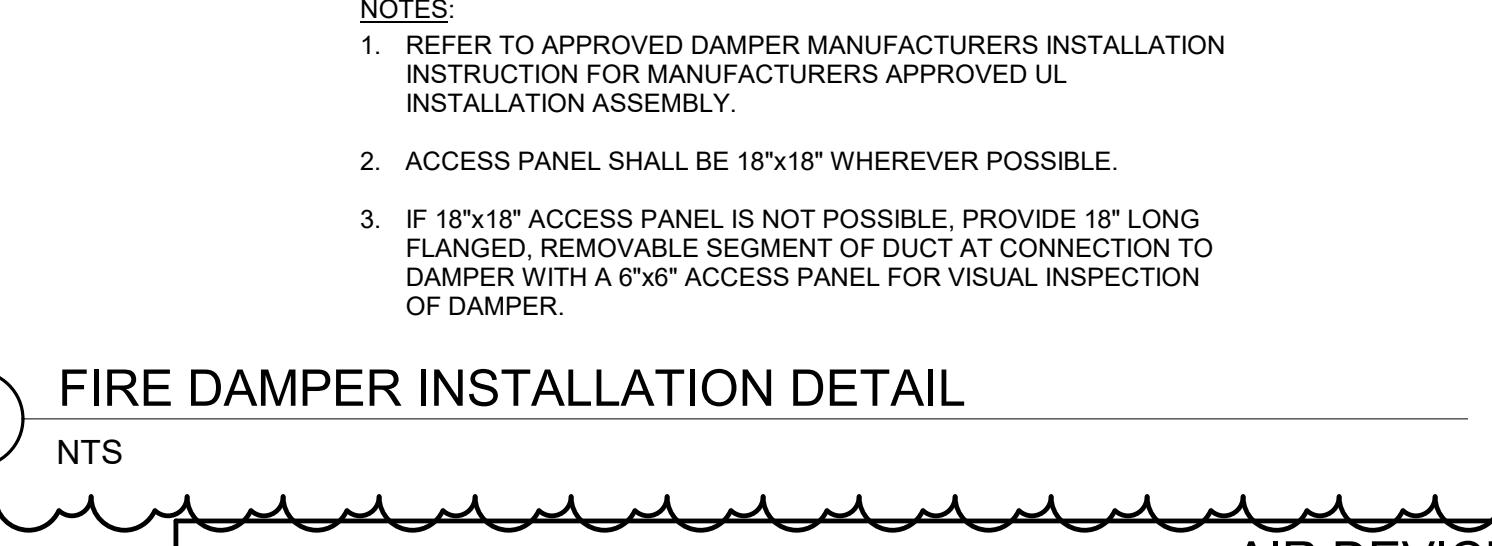 NOTES:
1. REFER TO APPROVED DAMPER MANUFACTURERS INSTALLATION
INSTRUCTION FOR MANUFACTURERS APPROVED UL
INSTALLATION ASSEMBLY.
2. ACCESS PANEL SHALL BE 18"x18" WHEREVER POSSIBLE.
3. IF 18"x18" ACCESS PANEL IS NOT POSSIBLE, PROVIDE 18" LONG
FLANGED, REMOVABLE SEGMENT OF DUCT AT CONNECTION TO
DAMPER WITH A 6"x6" ACCESS PANEL FOR VISUAL INSPECTION
OF DAMPER.
FIRE DAMPER INSTALLATION DETAIL
NTS